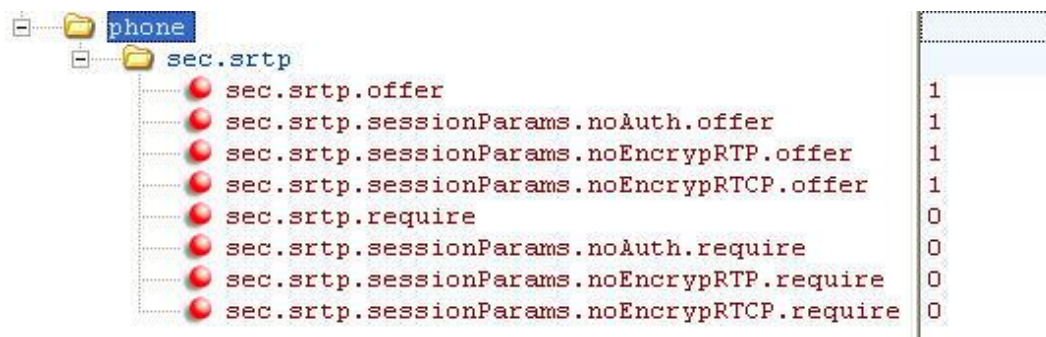 phone
sec.srtp
sec.srtp.offer 1
sec.srtp.sessionParams.noAuth.offer 1
sec.srtp.sessionParams.noEncrypRTP.offer 1
sec.srtp.sessionParams.noEncrypRTCP.offer 1
sec.srtp.require 0
sec.srtp.sessionParams.noAuth.require 0
sec.srtp.sessionParams.noEncrypRTP.require 0
sec.srtp.sessionParams.noEncrypRTCP.require 0